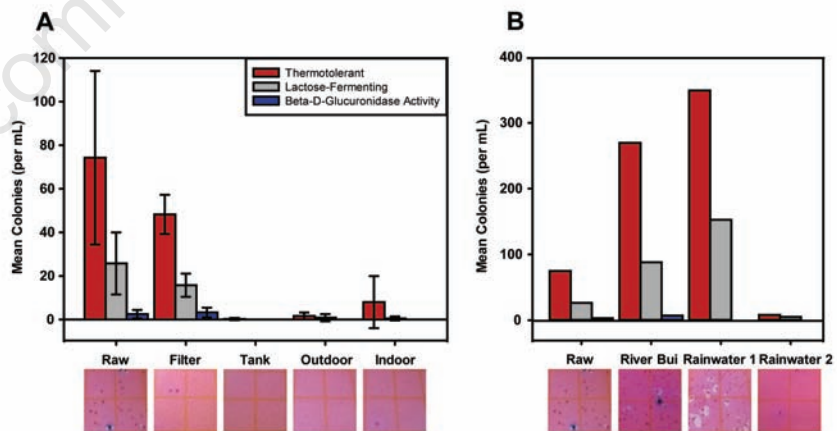 A
Mean Colonies (per mL)
120
100
80
60
40
20
0
Thermotolerant
Lactose-Fermenting
Beta-D-Glucuronidase Activity
Raw Filter Tank Outdoor Indoor
B
Mean Colonies (per mL)
400
300
200
100
0
Raw River Bui Rainwater 1 Rainwater 2
com